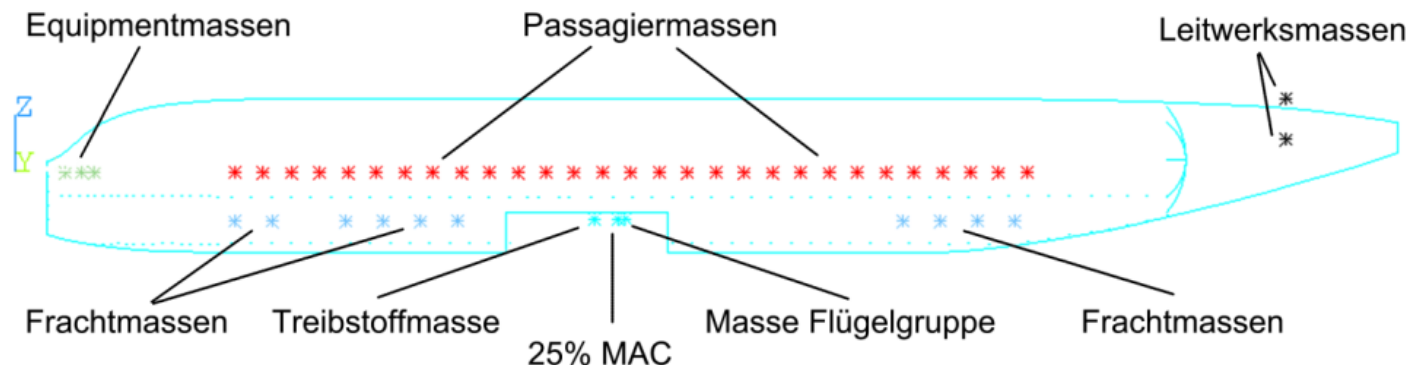 Equipmentmassen
Passagiermassen
Leitwerksmassen
Z
Y
Frachtmassen
Treibstoffmasse
Masse Flügelgruppe
Frachtmassen
25% MAC